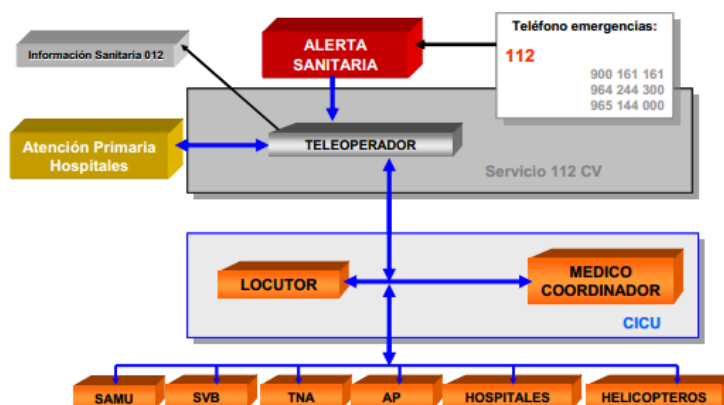 Teléfono emergencias:
112
900 161 161
964 244 300
965 144 000
ALERTA
SANITARIA
Información Sanitaria 012
TELEOPERADOR
Atención Primaria
Hospitales
Servicio 112 CV
LOCUTOR
MEDICO
COORDINADOR
CICU
SAMU
SVB
TNA
AP
HOSPITALES
HELICOPTEROS